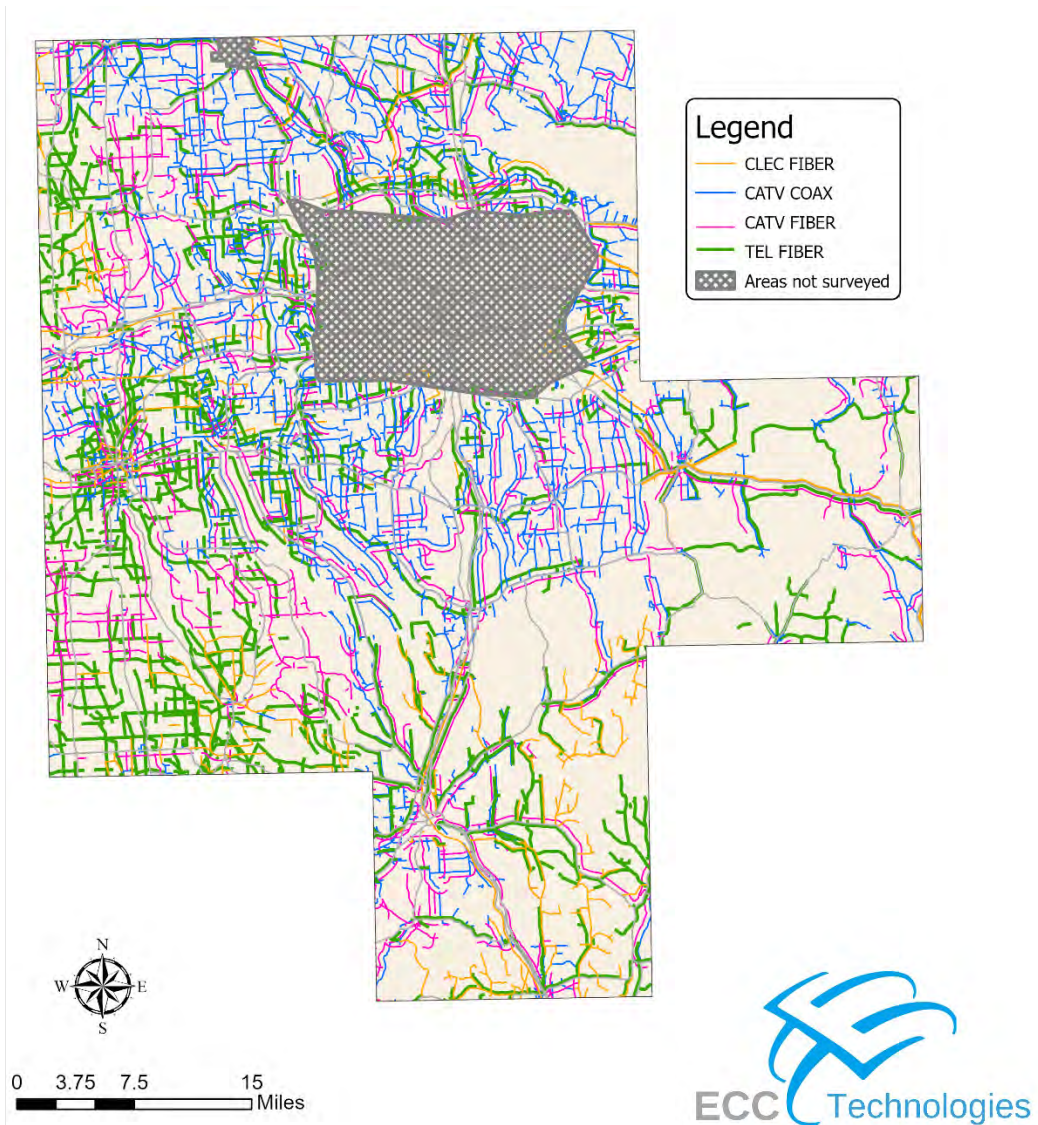 Legend
CLEC FIBER
CATV COAX
CATV FIBER
TEL FIBER
Areas not surveyed
N
W E
S
0 3.75 7.5 15
Miles
ECC Technologies